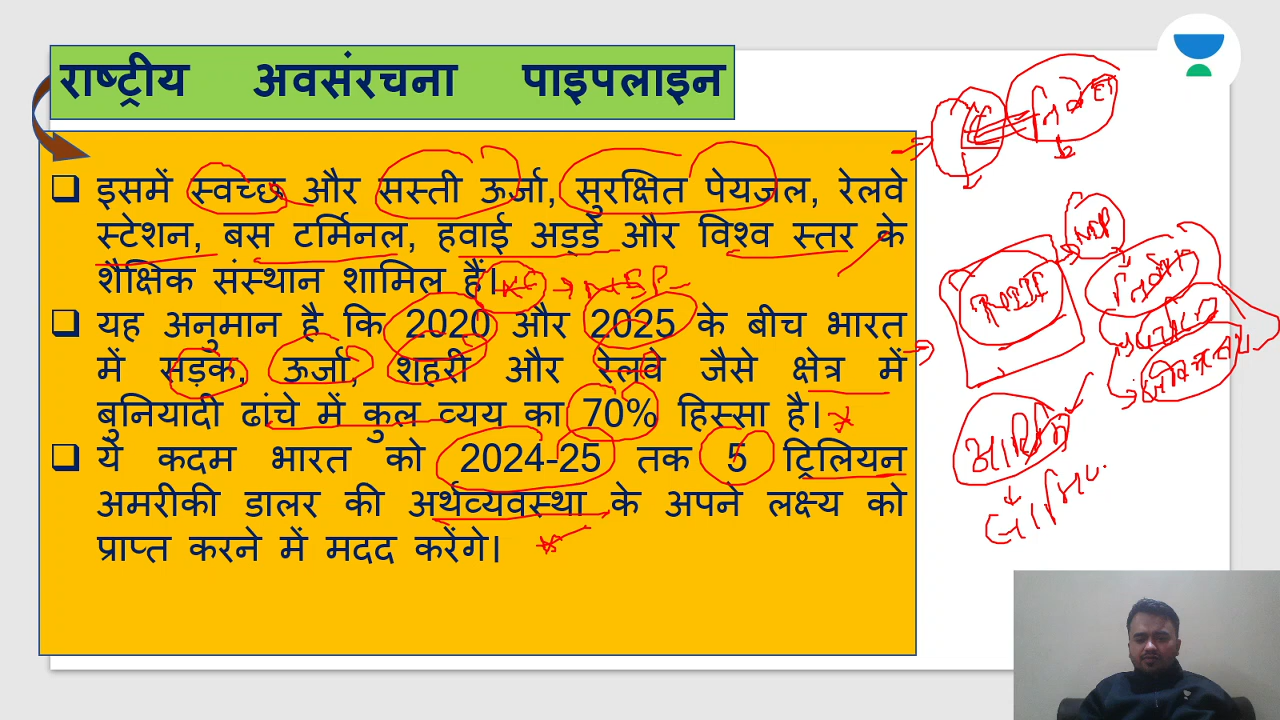 राष्ट्रीय अवसंरचना पाइपलाइन
इसमें स्वच्छ और सस्ती ऊर्जा, सुरक्षित पेयजल, रेलवे
स्टेशन, बस टर्मिनल, हवाई अड्डे और विश्व स्तर के
शैक्षिक संस्थान शामिल हैं।
यह अनुमान है कि 2020 और 2025 के बीच भारत
में सड़क, ऊर्जा, शहरी और रेलवे जैसे क्षेत्र में
बुनियादी ढांचे में कुल व्यय का 70% हिस्सा है।
ये कदम भारत को 2024-25 तक 5 ट्रिलियन
अमरीकी डालर की अर्थव्यवस्था के अपने लक्ष्य को
प्राप्त करने में मदद करेंगे।